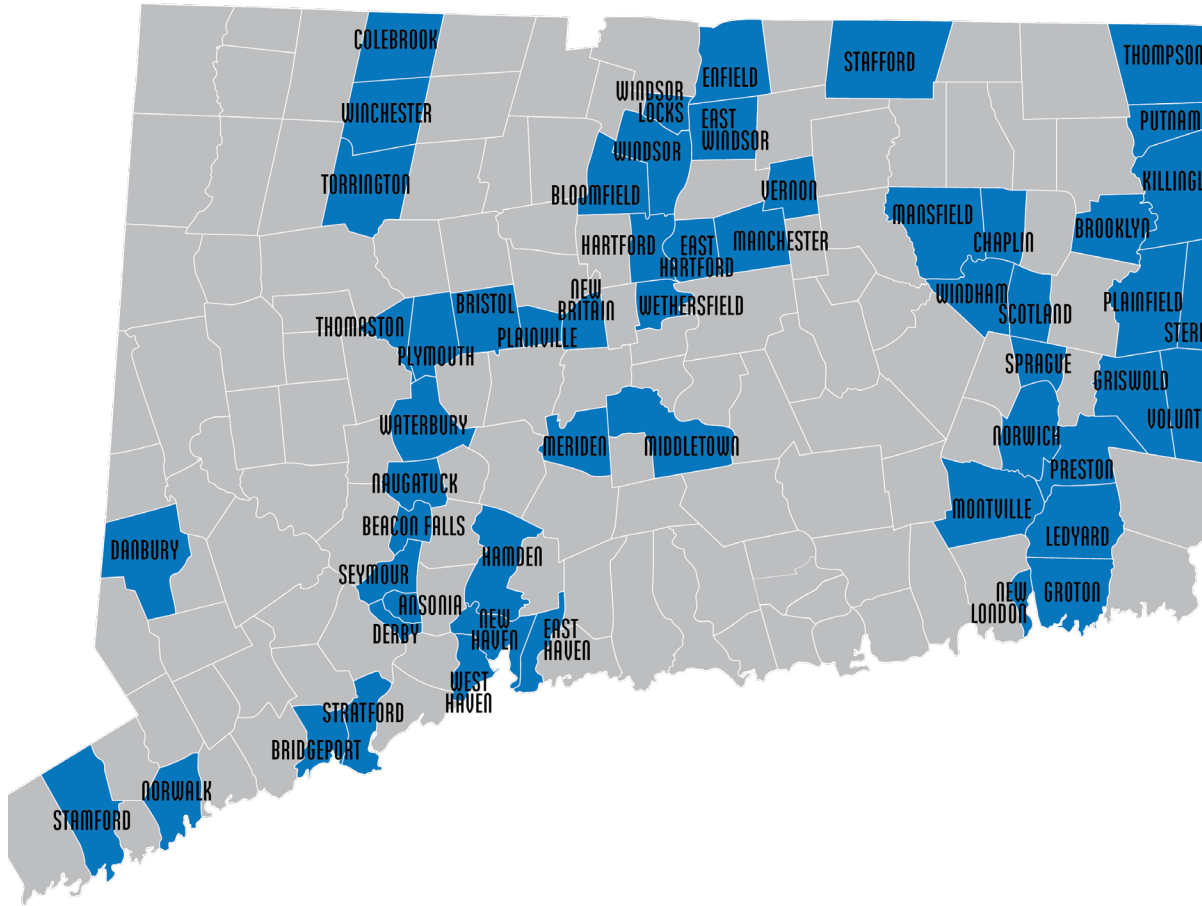 COLEBROOK
STAFFORD
THOMPSON
ENFIELD
WINDSOR
LOCKS
WINCHESTER
EAST
WINDSOR
PUTNAM
WINDSOR
TORRINGTON
BLOOMFIELD
VERNON
KILLINGL
MANSFIELD
CHAPLIN
BROOKLYN
HARTFORD
EAST
HARTFORD
MANCHESTER
NEW
BRITAIN
WETHERSFIELD
WINDHAM
SCOTLAND
PLAINFIELD
THOMASTON
BRISTOL
PLAINVILLE
STER
PLYMOUTH
SPRAGUE
GRISWOLD
WATERBURY
MERIDEN
MIDDLETOWN
NORWICH
VOLUNT
PRESTON
NAUGATUCK
MONTVILLE
BEACON FALLS
DANBURY
HAMDEN
LEDYARD
SEYMOUR
ANSONIA
NEW
LONDON
GROTON
DERBY
NEW
HAVEN
EAST
HAVEN
WEST
HAVEN
STRATFORD
BRIDGEPORT
NORWALK
STAMFORD